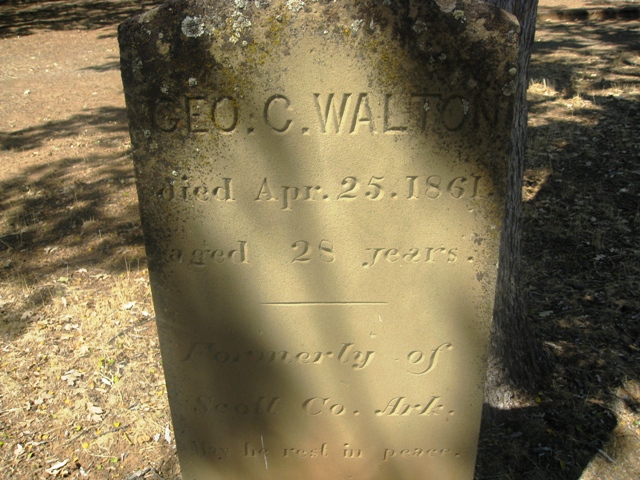 GEO. C. WALTON
died Apr. 25. 1861.
aged 28 years.
Formerly of
Scott Co. Ark.
May he rest in peace.